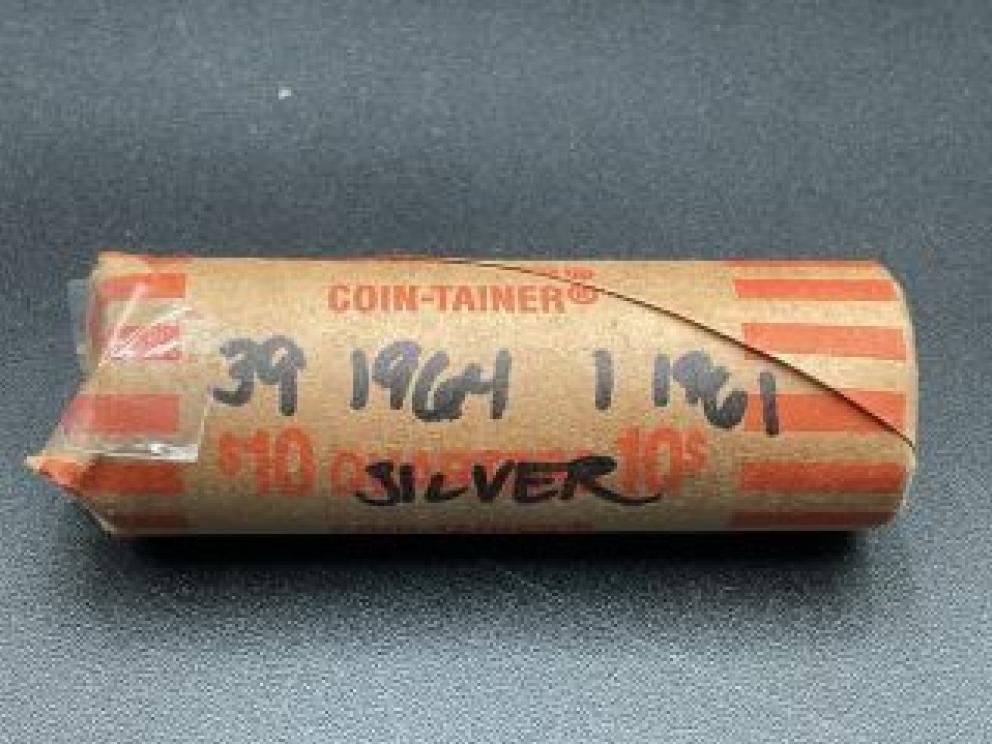 COIN-TAINER®
39 1964 1 1961
$10 10$
SILVER